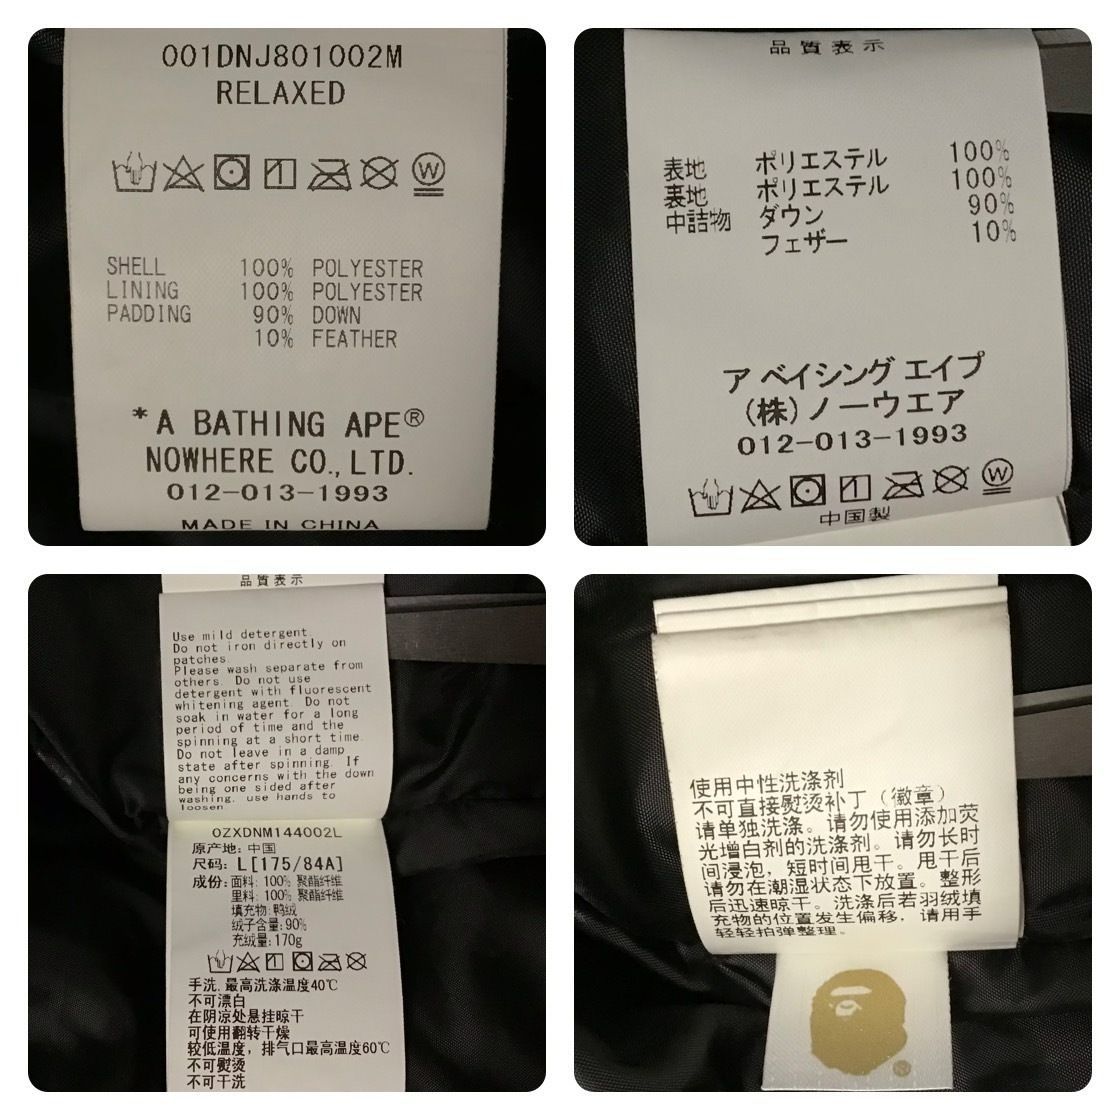 001DNJ801002M
RELAXED
W
SHELL 100% POLYESTER
LINING 100% POLYESTER
PADDING 90% DOWN
10% FEATHER
*A BATHING APE®
NOWHERE CO., LTD.
012-013-1993
MADE IN CHINA
品質表示
表地 ポリエステル 100%
裏地 ポリエステル 100%
中詰物 ダウン 90%
フェザー 10%
ア ベイシング エイプ
(株)ノーウエア
012-013-1993
W
中国製
品質表示
Use mild detergent.
Do not iron directly on
patches.
Please wash separate from
others. Do not use
detergent with fluorescent
whitening agent. Do not
soak in water for a long
period of time and the
spinning at a short time.
Do not leave in a damp
state after spinning. If
any concerns with the down
being one sided after
washing, use hands to
loosen.
0ZXDNM144002L
原产地: 中国
尺码: L[175/84A]
成份: 面料: 100% 聚酯纤维
里料: 100% 聚酯纤维
填充物: 鸭绒
绒子含量: 90%
充绒量: 170g
手洗,最高洗涤温度40℃
不可漂白
在阴凉处悬挂晾干
可使用翻转干燥
较低温度，排气口最高温度60℃
不可熨烫
不可干洗
使用中性洗涤剂
不可直接熨烫补丁（徽章）
请单独洗涤。请勿使用添加荧
光增白剂的洗涤剂。请勿长时
间浸泡，短时间甩干。甩干后
请勿在潮湿状态下放置。整形
后迅速晾干。洗涤后若羽绒填
充物的位置发生偏移，请用手
轻轻拍弹整理。
®